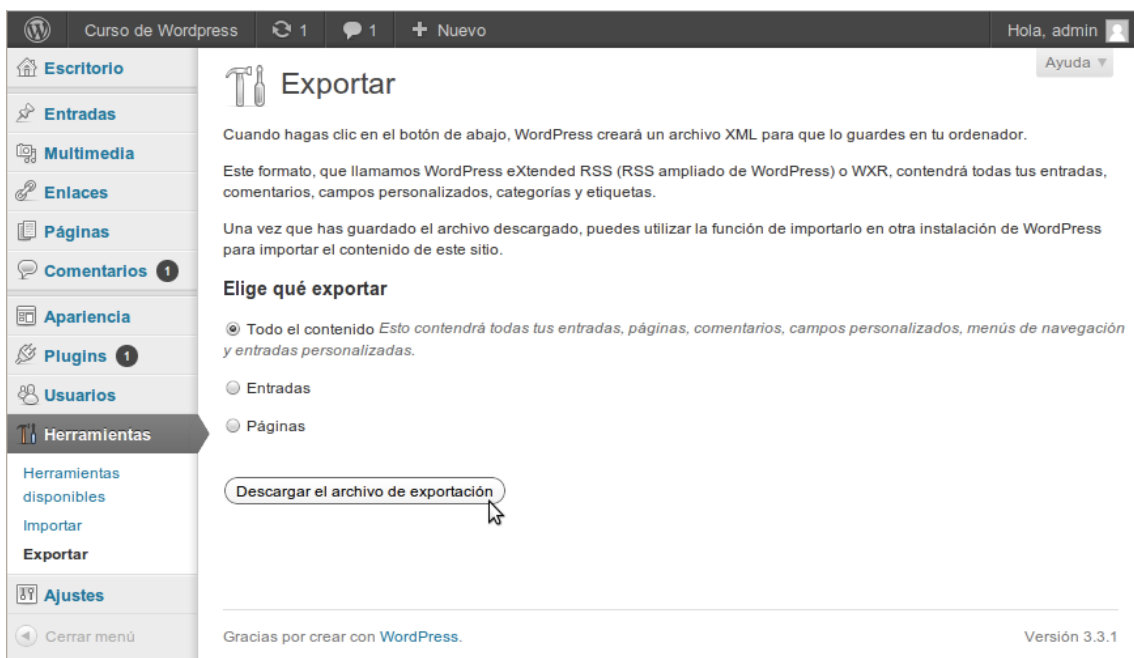 Curso de Wordpress 1 1 + Nuevo Hola, admin
Ayuda
Escritorio
Entradas
Multimedia
Enlaces
Páginas
Comentarios 1
Apariencia
Plugins 1
Usuarios
Herramientas
Herramientas
disponibles
Importar
Exportar
Ajustes
Cerrar menú
Exportar
Cuando hagas clic en el botón de abajo, WordPress creará un archivo XML para que lo guardes en tu ordenador.
Este formato, que llamamos WordPress eXtended RSS (RSS ampliado de WordPress) o WXR, contendrá todas tus entradas,
comentarios, campos personalizados, categorías y etiquetas.
Una vez que has guardado el archivo descargado, puedes utilizar la función de importarlo en otra instalación de WordPress
para importar el contenido de este sitio.
Elige qué exportar
Todo el contenido Esto contendrá todas tus entradas, páginas, comentarios, campos personalizados, menús de navegación
y entradas personalizadas.
Entradas
Páginas
Descargar el archivo de exportación
Gracias por crear con WordPress. Versión 3.3.1